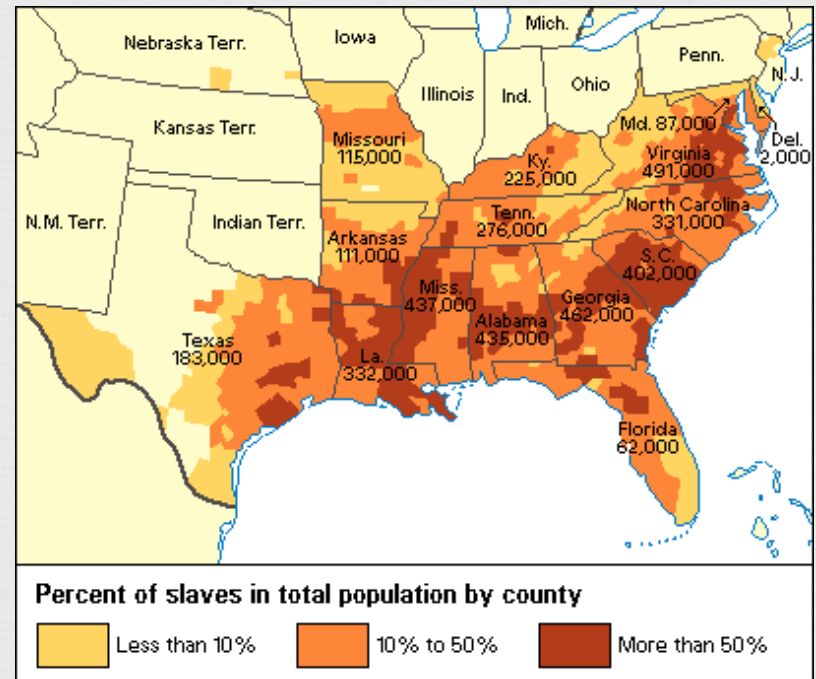 Mich.
Nebraska Terr.
Iowa
Penn.
N.J.
Illinois
Ind.
Ohio
Kansas Terr.
Missouri
115,000
Md. 87,000
Del.
2,000
Ky.
225,000
Virginia
491,000
N.M. Terr.
Indian Terr.
Arkansas
111,000
Tenn.
276,000
North Carolina
331,000
S.C.
402,000
Miss.
437,000
Alabama
435,000
Georgia
462,000
Texas
183,000
La.
332,000
Florida
62,000
Percent of slaves in total population by county
Less than 10%
10% to 50%
More than 50%